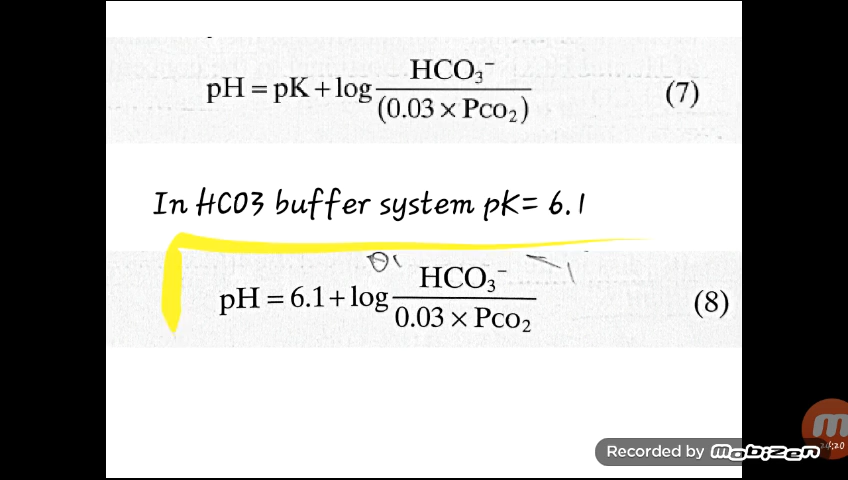 pH = pK + log HCO₃⁻ / (0.03 × Pco₂) (7)
In HCO3 buffer system pK= 6.1
pH = 6.1 + log HCO₃⁻ / 0.03 × Pco₂ (8)
Recorded by mobizen